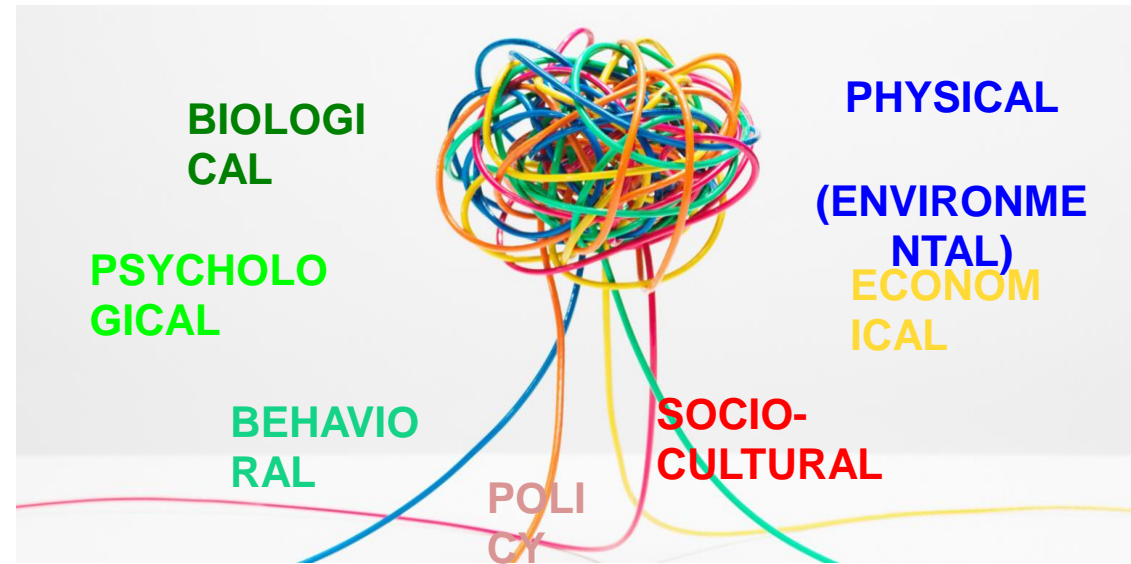 BIOLOGI
CAL
PHYSICAL
(ENVIRONME
NTAL)
PSYCHOLO
GICAL
ECONOM
ICAL
BEHAVIO
RAL
SOCIO-
CULTURAL
POLI
CY